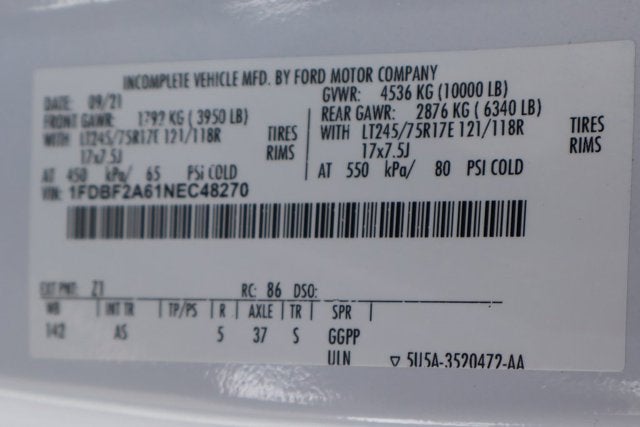 INCOMPLETE VEHICLE MFD. BY FORD MOTOR COMPANY
DATE: 09/21 GVWR: 4536 KG (10000 LB)
FRONT GAWR: 1792 KG ( 3950 LB) REAR GAWR: 2876 KG ( 6340 LB)
WITH LT245/75R17E 121/118R TIRES WITH LT245/75R17E 121/118R TIRES
17x7.5J RIMS 17x7.5J RIMS
AT 450 kPa/ 65 PSi COLD AT 550 kPa/ 80 PSI COLD
VIN: 1FDBF2A61NEC48270
EXT PNT: Z1 RC: 86 DSO:
WB INT TR TP/PS R AXLE TR SPR
142 AS 5 37 S GGPP
ULN ▽ 5U5A-3520472-AA